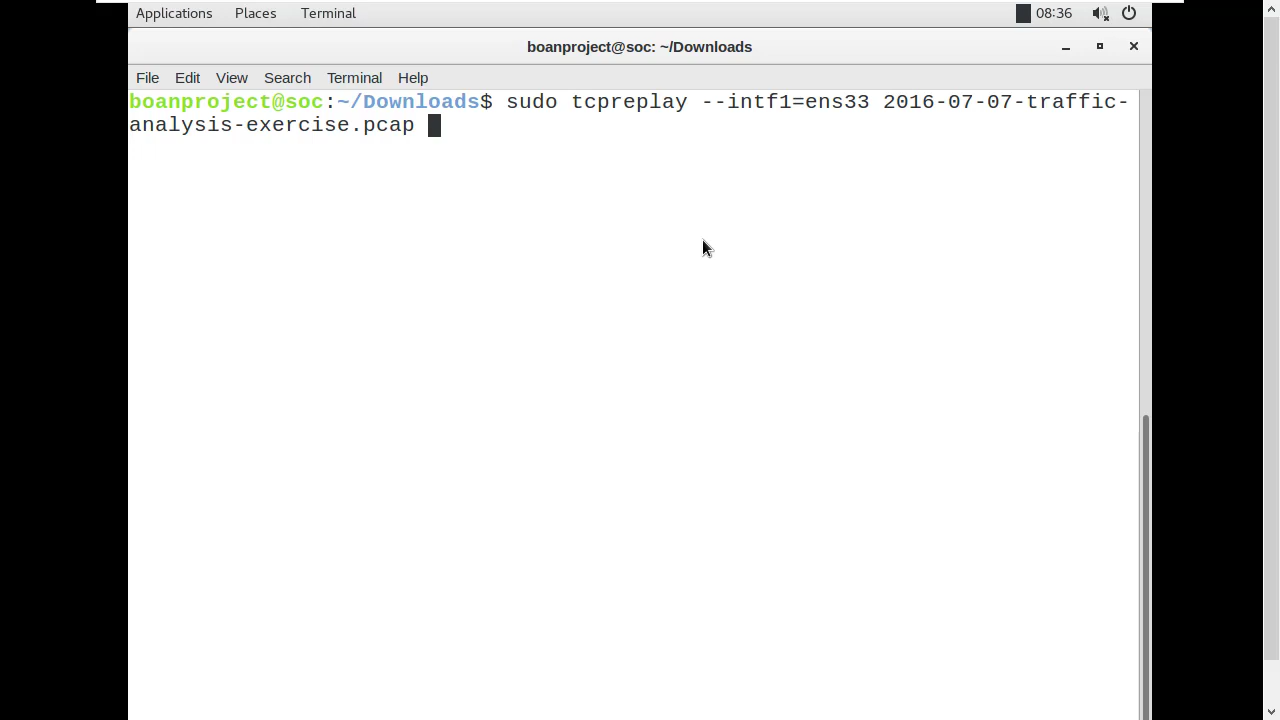 Applications Places Terminal 08:36
boanproject@soc: ~/Downloads
File Edit View Search Terminal Help
boanproject@soc:~/Downloads$ sudo tcpreplay --intf1=ens33 2016-07-07-traffic-
analysis-exercise.pcap